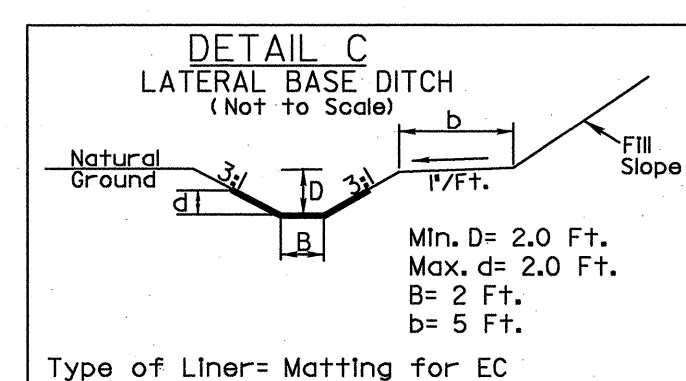 DETAIL C
LATERAL BASE DITCH
(Not to Scale)
b
Natural
Ground
3:1
D
3:1
1"/Ft.
Fill
Slope
d
B
Min. D= 2.0 Ft.
Max. d= 2.0 Ft.
B= 2 Ft.
b= 5 Ft.
Type of Liner= Matting for EC